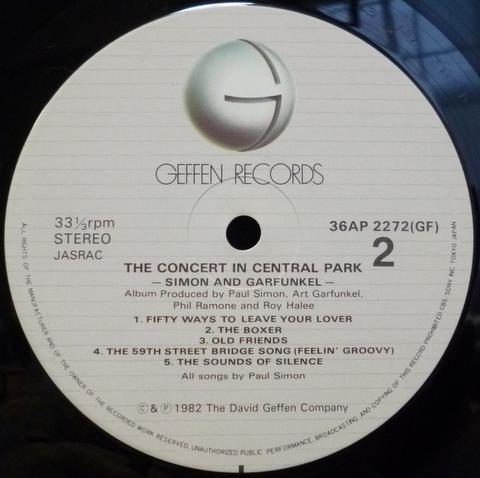 GEFFEN RECORDS
33⅓rpm
STEREO
JASRAC
36AP 2272(GF)
2
THE CONCERT IN CENTRAL PARK
— SIMON AND GARFUNKEL —
Album Produced by Paul Simon, Art Garfunkel,
Phil Ramone and Roy Halee
1. FIFTY WAYS TO LEAVE YOUR LOVER
2. THE BOXER
3. OLD FRIENDS
4. THE 59TH STREET BRIDGE SONG (FEELIN' GROOVY)
5. THE SOUNDS OF SILENCE
All songs by Paul Simon
© & ℗ 1982 The David Geffen Company
ALL RIGHTS OF THE MANUFACTURER AND OF THE OWNER OF THE RECORDED WORK RESERVED. UNAUTHORIZED PUBLIC PERFORMANCE, BROADCASTING AND COPYING OF THIS RECORD PROHIBITED CBS/SONY INC. TOKYO JAPAN